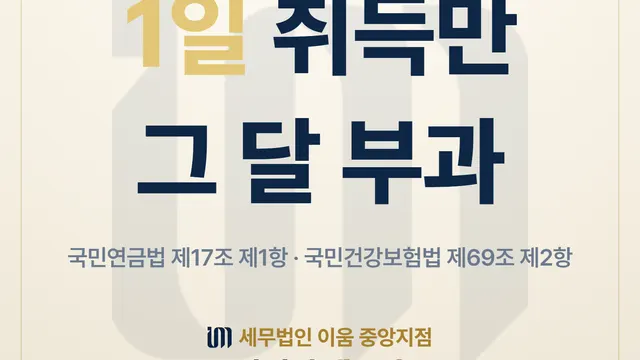 1일 취득만
그 달 부과
국민연금법 제17조 제1항 · 국민건강보험법 제69조 제2항
세무법인 이움 중앙지점